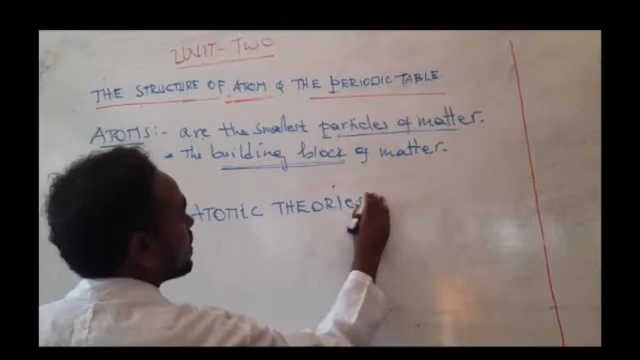 UNIT-TWO
THE STRUCTURE OF ATOM & THE PERIODIC TABLE
ATOMS:- are the smallest particles of matter.
- The building block of matter.
ATOMIC THEORIES